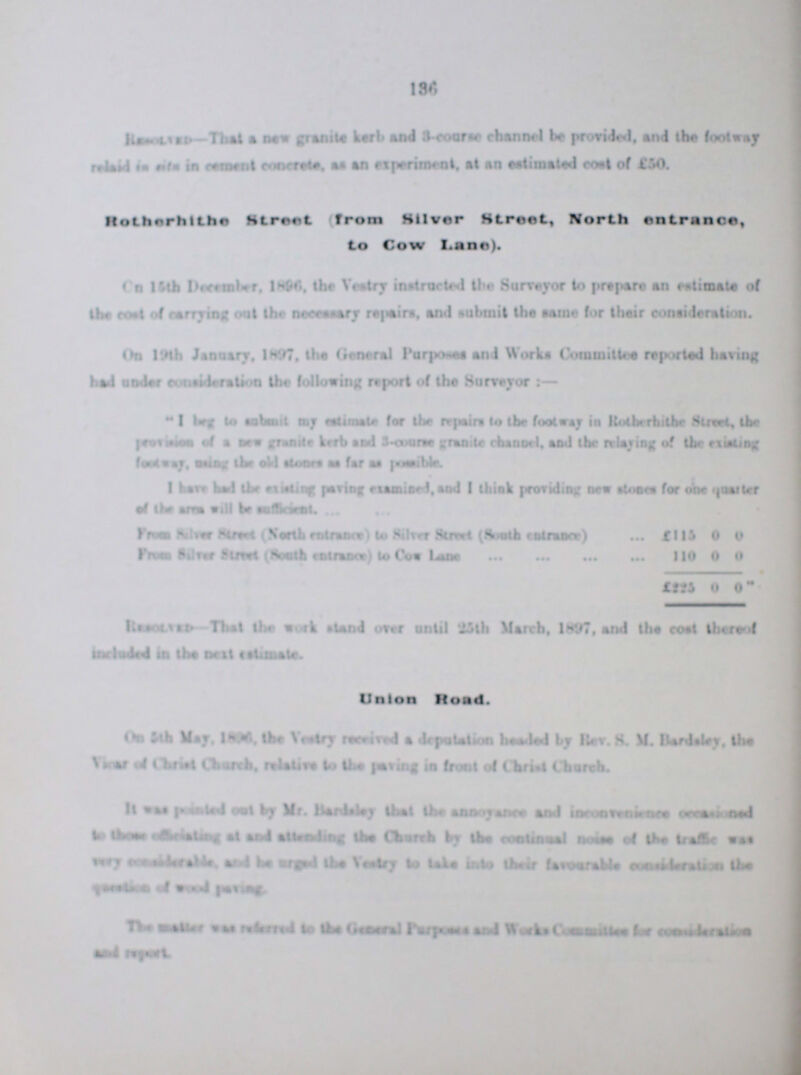 136
Resolved—That a new granite kerb and 3-course channel be provided, and the footway
relaid in situ in cement concrete, as an experiment, at an estimated cost of £50.
Rotherhithe Street (from Silver Street, North entrance,
to Cow Lane).
On 15th December, 1896, the Vestry instructed the Surveyor to prepare an estimate of
the cost of carrying out the necessary repairs, and submit the same for their consideration.
On 19th January, 1897, the General Purposes and Works Committee reported having
had under consideration the following report of the Surveyor :—
"I beg to submit my estimate for the repairs to the footway in Rotherhithe Street, the
provision of a new granite kerb and 3-course granite channel, and the relaying of the existing
footway, using the old stones as far as possible.
I have had the existing paving examined, and I think providing new stones for one quarter
of the area will be sufficient. ... ...
From Silver Street (North entrance) to Silver Street (South entrance) ... £115 0 0
From Silver Street (South entrance) to Cow Lane ... ... ... ... 110 0 0
£225 0 0"
Resolved—That the work stand over until 25th March, 1897, and the cost thereof
included in the next estimate.
Union Road.
On 5th May, 1896, the Vestry received a deputation headed by Rev. S. M. Bardsley, the
Vicar of Christ Church, relative to the paving in front of Christ Church.
It was pointed out by Mr. Bardsley that the annoyance and inconvenience occasioned
to those officiating at and attending the Church by the continual noise of the traffic was
very considerable, and he urged the Vestry to take into their favourable consideration the
question of wood paving.
The matter was referred to the General Purposes and Works Committee for consideration
and report.